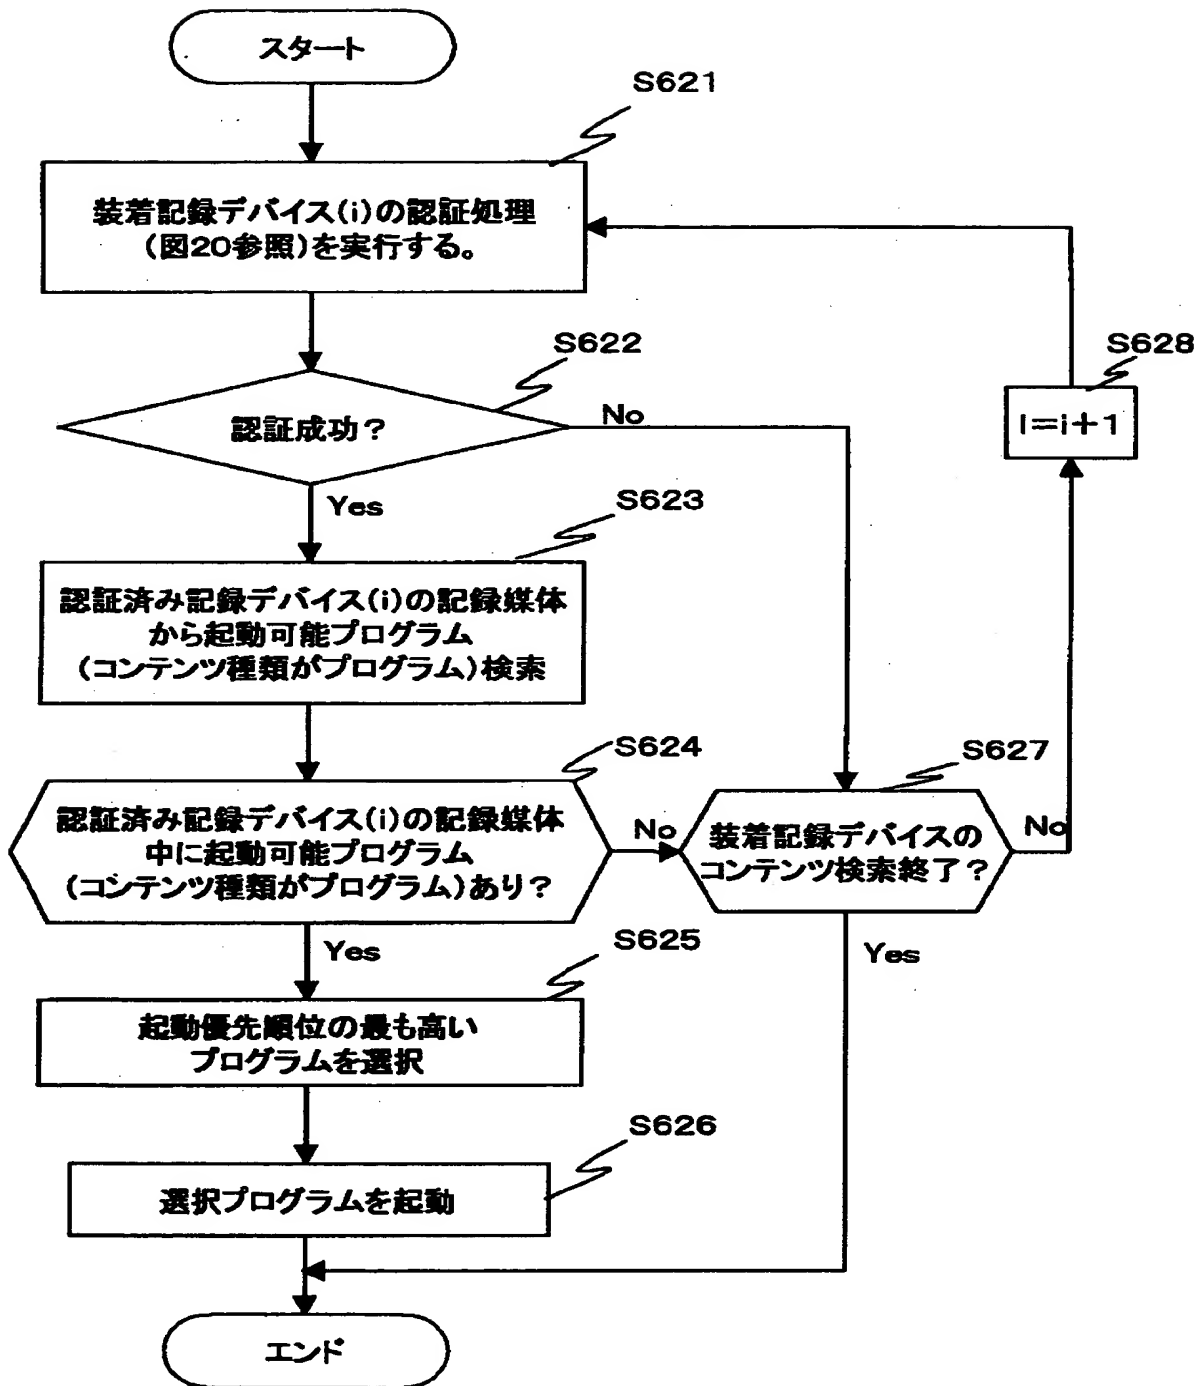 スタート
S621
装着記録デバイス(i)の認証処理
(図20参照)を実行する。
S622
認証成功?
No
Yes
S628
I=i+1
S623
認証済み記録デバイス(i)の記録媒体
から起動可能プログラム
(コンテンツ種類がプログラム)検索
S624
認証済み記録デバイス(i)の記録媒体
中に起動可能プログラム
(コンテンツ種類がプログラム)あり?
No
Yes
S627
装着記録デバイスの
コンテンツ検索終了?
No
Yes
S625
起動優先順位の最も高い
プログラムを選択
S626
選択プログラムを起動
エンド